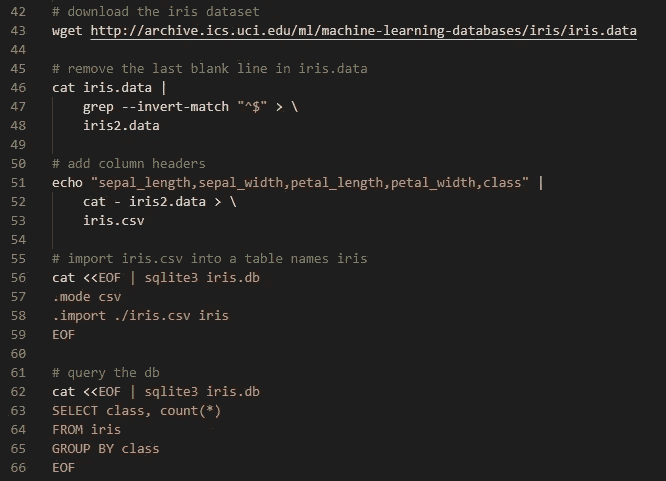 42 # download the iris dataset
43 wget http://archive.ics.uci.edu/ml/machine-learning-databases/iris/iris.data
44
45 # remove the last blank line in iris.data
46 cat iris.data |
47     grep --invert-match "^$" > \
48     iris2.data
49
50 # add column headers
51 echo "sepal_length,sepal_width,petal_length,petal_width,class" |
52     cat - iris2.data > \
53     iris.csv
54
55 # import iris.csv into a table names iris
56 cat <<EOF | sqlite3 iris.db
57 .mode csv
58 .import ./iris.csv iris
59 EOF
60
61 # query the db
62 cat <<EOF | sqlite3 iris.db
63 SELECT class, count(*)
64 FROM iris
65 GROUP BY class
66 EOF